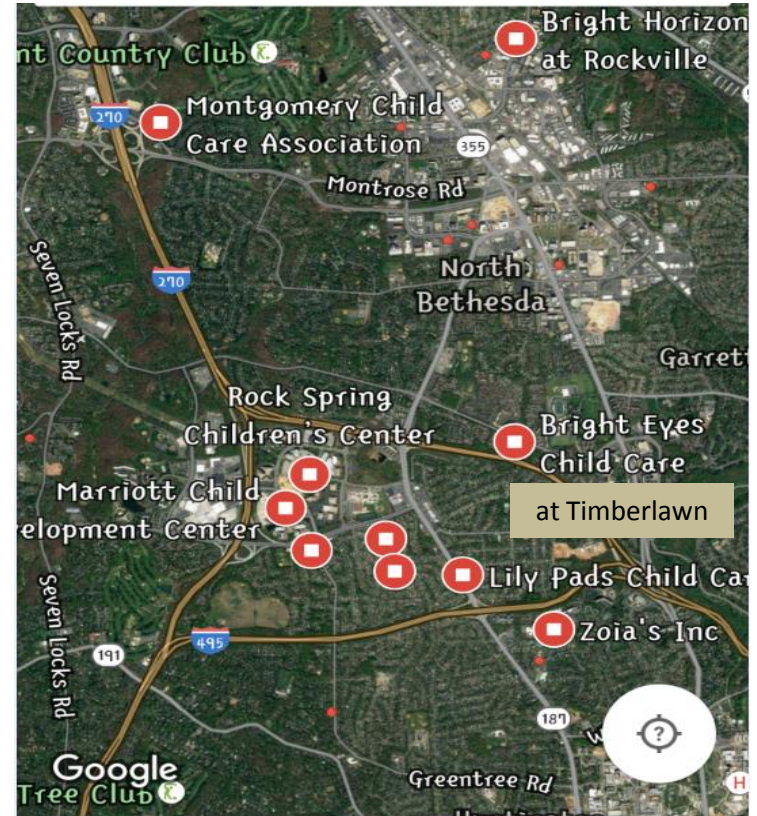 Bright Horizon
at Rockville
nt Country Club
270
Montgomery Child
Care Association
355
Montrose Rd
Seven Locks Rd
270
North
Bethesda
Garrett
Rock Spring
Children's Center
Bright Eyes
Child Care
Marriott Child
velopment Center
at Timberlawn
Lily Pads Child Ca
Seven Locks Rd
495
Zoia's Inc
191
187
W
?
Google
Tree Club
Greentree Rd
H